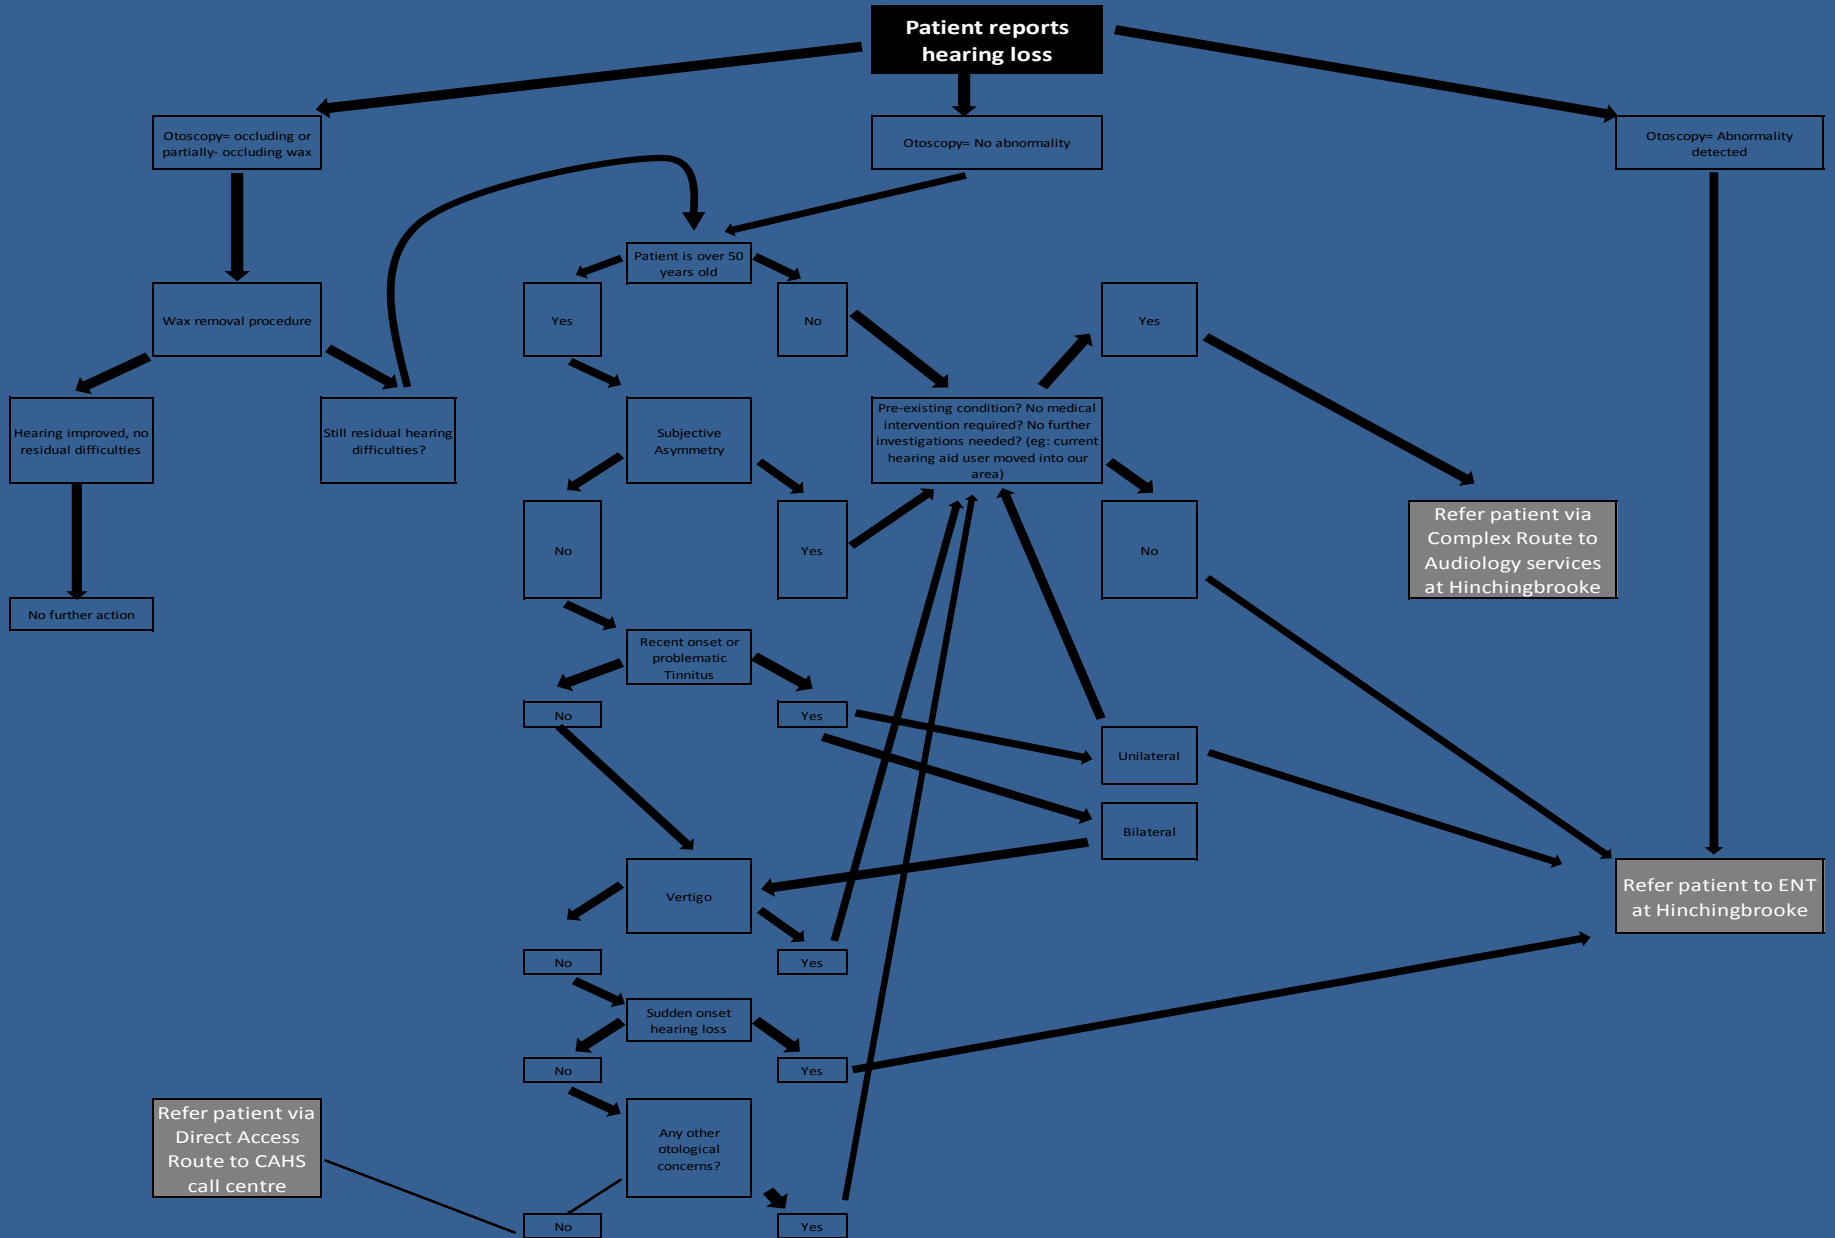 Patient reports
hearing loss
Otoscopy= occluding or
partially- occluding wax
Otoscopy= No abnormality
Otoscopy= Abnormality
detected
Patient is over 50
years old
Wax removal procedure
Yes
No
Yes
Hearing improved, no
residual difficulties
Still residual hearing
difficulties?
Subjective
Asymmetry
Pre-existing condition? No medical
intervention required? No further
investigations needed? (eg: current
hearing aid user moved into our
area)
No
Yes
No
Refer patient via
Complex Route to
Audiology services
at Hinchingbrooke
No further action
Recent onset or
problematic
Tinnitus
No
Yes
Unilateral
Bilateral
Vertigo
Refer patient to ENT
at Hinchingbrooke
No
Yes
Sudden onset
hearing loss
No
Yes
Refer patient via
Direct Access
Route to CAHS
call centre
Any other
otological
concerns?
No
Yes